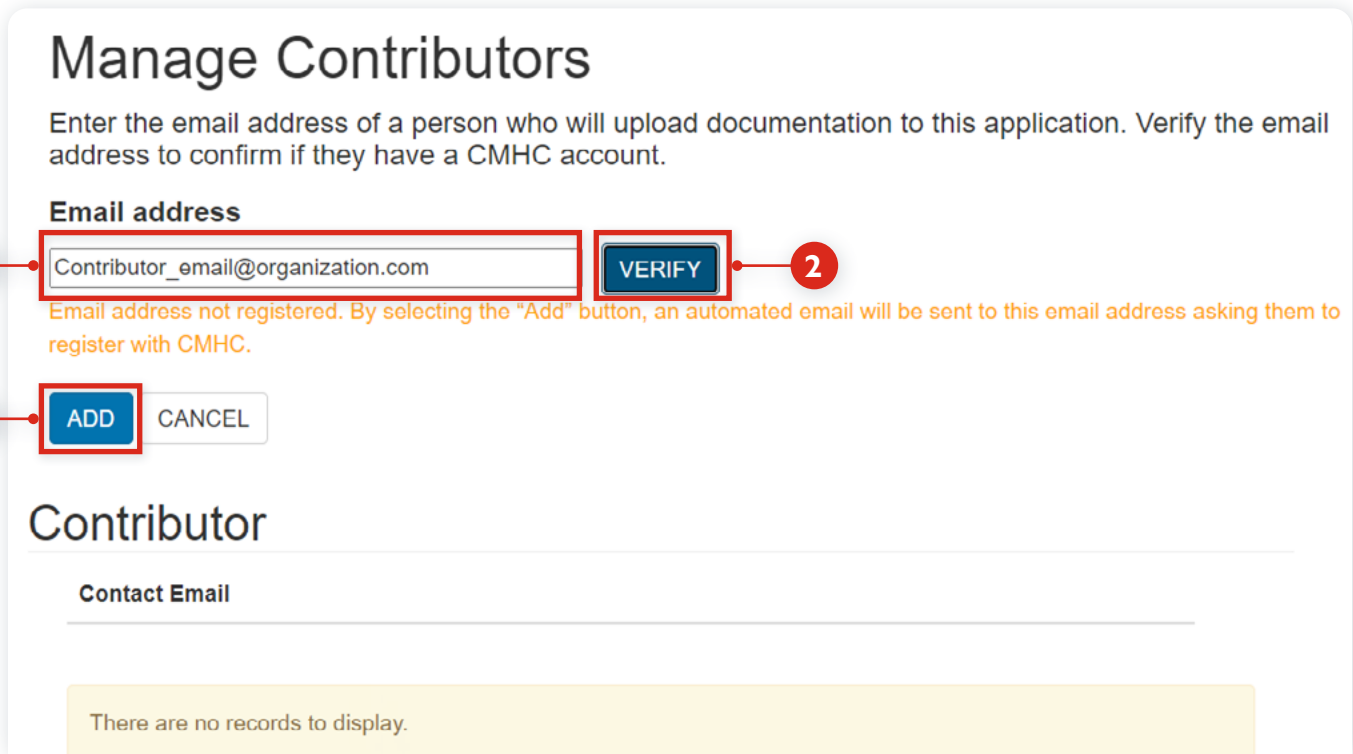 Manage Contributors
Enter the email address of a person who will upload documentation to this application. Verify the email
address to confirm if they have a CMHC account.
Email address
Contributor_email@organization.com VERIFY 2
Email address not registered. By selecting the “Add” button, an automated email will be sent to this email address asking them to
register with CMHC.
ADD CANCEL
Contributor
Contact Email
There are no records to display.